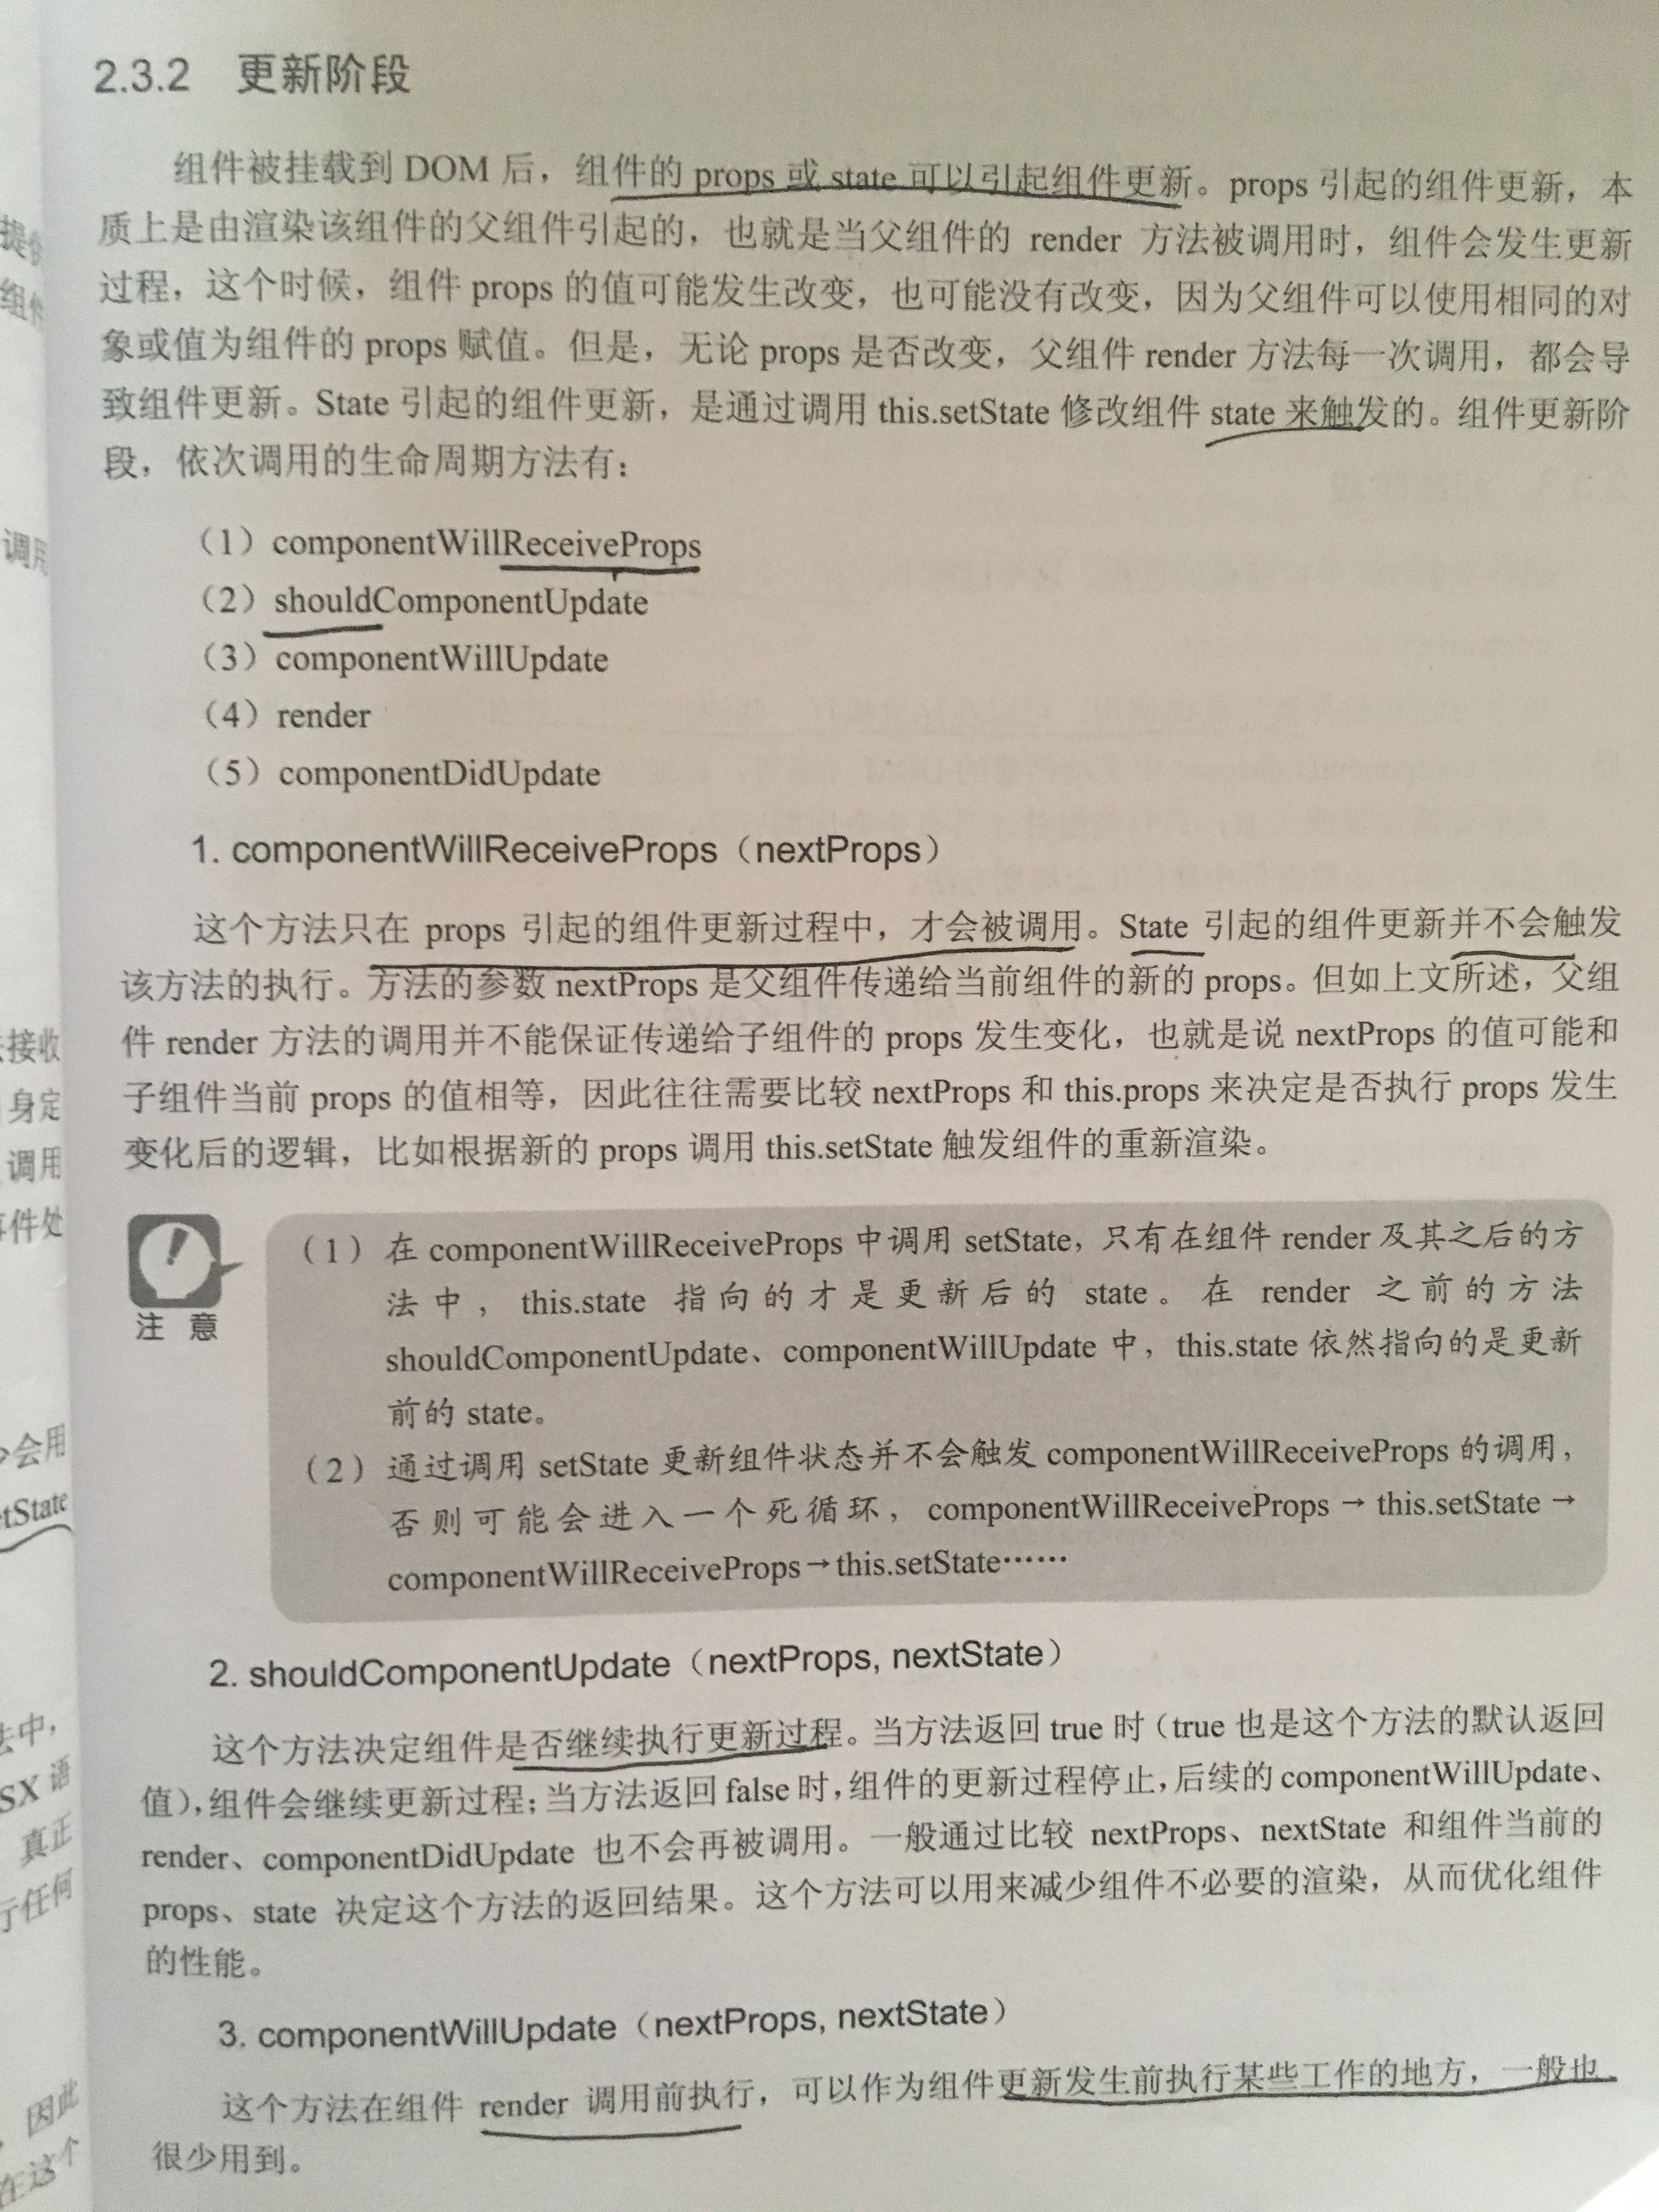 2.3.2 更新阶段
组件被挂载到 DOM 后，组件的 props 或 state 可以引起组件更新。props 引起的组件更新，本
质上是由渲染该组件的父组件引起的，也就是当父组件的 render 方法被调用时，组件会发生更新
过程，这个时候，组件 props 的值可能发生改变，也可能没有改变，因为父组件可以使用相同的对
象或值为组件的 props 赋值。但是，无论 props 是否改变，父组件 render 方法每一次调用，都会导
致组件更新。State 引起的组件更新，是通过调用 this.setState 修改组件 state 来触发的。组件更新阶
段，依次调用的生命周期方法有：
（1）componentWillReceiveProps
（2）shouldComponentUpdate
（3）componentWillUpdate
（4）render
（5）componentDidUpdate
1. componentWillReceiveProps（nextProps）
这个方法只在 props 引起的组件更新过程中，才会被调用。State 引起的组件更新并不会触发
该方法的执行。方法的参数 nextProps 是父组件传递给当前组件的新的 props。但如上文所述，父组
件 render 方法的调用并不能保证传递给子组件的 props 发生变化，也就是说 nextProps 的值可能和
子组件当前 props 的值相等，因此往往需要比较 nextProps 和 this.props 来决定是否执行 props 发生
变化后的逻辑，比如根据新的 props 调用 this.setState 触发组件的重新渲染。
注 意
（1）在 componentWillReceiveProps 中调用 setState，只有在组件 render 及其之后的方
法中，this.state 指向的才是更新后的 state。在 render 之前的方法
shouldComponentUpdate、componentWillUpdate 中，this.state 依然指向的是更新
前的 state。
（2）通过调用 setState 更新组件状态并不会触发 componentWillReceiveProps 的调用，
否则可能会进入一个死循环，componentWillReceiveProps → this.setState →
componentWillReceiveProps→this.setState……
2. shouldComponentUpdate（nextProps, nextState）
这个方法决定组件是否继续执行更新过程。当方法返回 true 时（true 也是这个方法的默认返回
值），组件会继续更新过程；当方法返回 false 时，组件的更新过程停止，后续的 componentWillUpdate、
render、componentDidUpdate 也不会再被调用。一般通过比较 nextProps、nextState 和组件当前的
props、state 决定这个方法的返回结果。这个方法可以用来减少组件不必要的渲染，从而优化组件
的性能。
3. componentWillUpdate（nextProps, nextState）
这个方法在组件 render 调用前执行，可以作为组件更新发生前执行某些工作的地方，一般也
很少用到。
调用
接收
身定
调用
件处
会用
tState
中，
SX 语
真正
行任何
因此
在这个